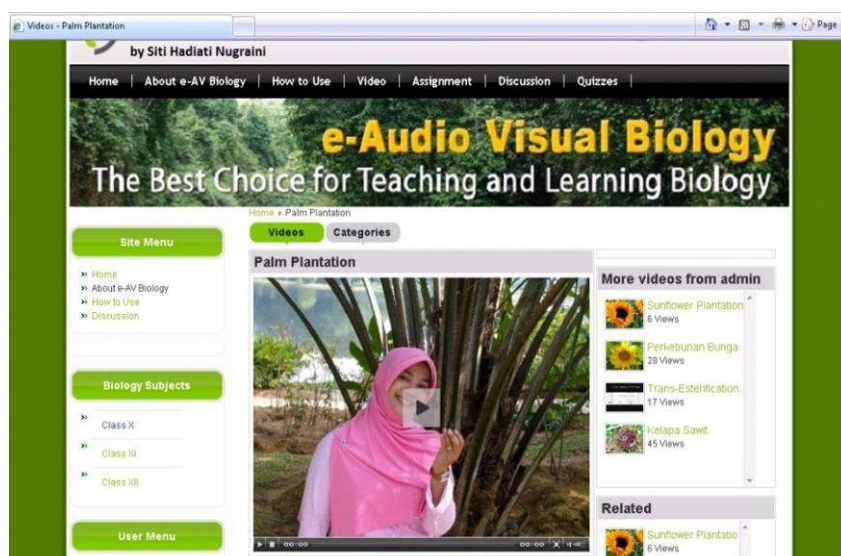 Videos - Palm Plantation
Page
by Siti Hadiati Nugraini
Home | About e-AV Biology | How to Use | Video | Assignment | Discussion | Quizzes |
e-Audio Visual Biology
The Best Choice for Teaching and Learning Biology
Home » Palm Plantation
Videos Categories
Site Menu
Home
About e-AV Biology
How to Use
Discussion
Biology Subjects
Class X
Class XI
Class XII
User Menu
Palm Plantation
00:00 00:00
More videos from admin
Sunflower Plantation
6 Views
Perkebunan Bunga
28 Views
Trans-Esterification
17 Views
Kelapa Sawit
45 Views
Related
Sunflower Plantatio
6 Views